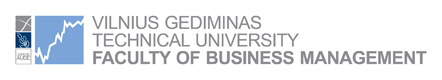 VILNIUS GEDIMINAS
TECHNICAL UNIVERSITY
FACULTY OF BUSINESS MANAGEMENT